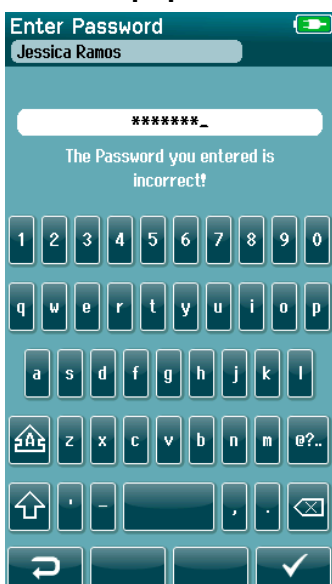 Enter Password
Jessica Ramos
*******_
The Password you entered is
incorrect!
1 2 3 4 5 6 7 8 9 0
q w e r t y u i o p
a s d f g h j k l
A z x c v b n m @?..
' - , .